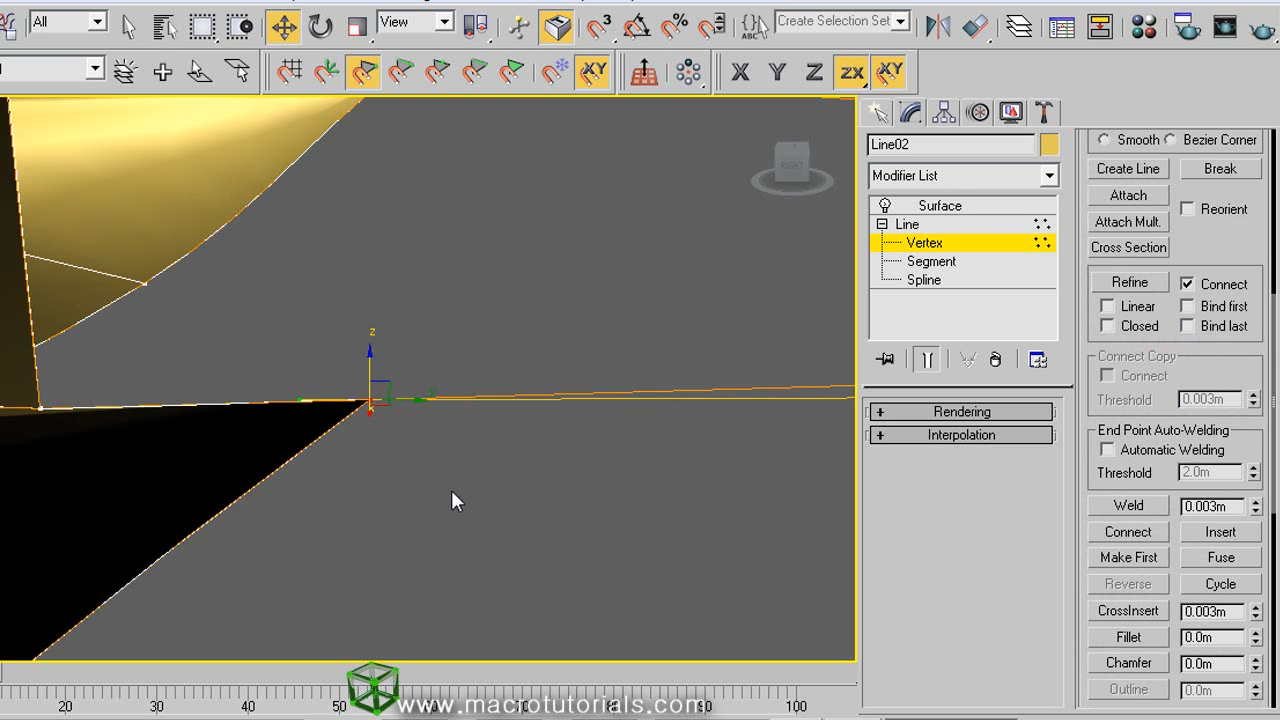 All
View
3
%
{}
ABC
Create Selection Set
XY
X
Y
Z
ZX
XY
RIGHT
z
Line02
Modifier List
Surface
Line
Vertex
Segment
Spline
+ Rendering
+ Interpolation
Smooth Bezier Corner
Create Line Break
Attach
Reorient
Attach Mult.
Cross Section
Refine Connect
Linear Bind first
Closed Bind last
Connect Copy
Connect
Threshold 0.003m
End Point Auto-Welding
Automatic Welding
Threshold 2.0m
Weld 0.003m
Connect Insert
Make First Fuse
Reverse Cycle
CrossInsert 0.003m
Fillet 0.0m
Chamfer 0.0m
Outline 0.0m
www.macrotutorials.com
20 30 40 50 100